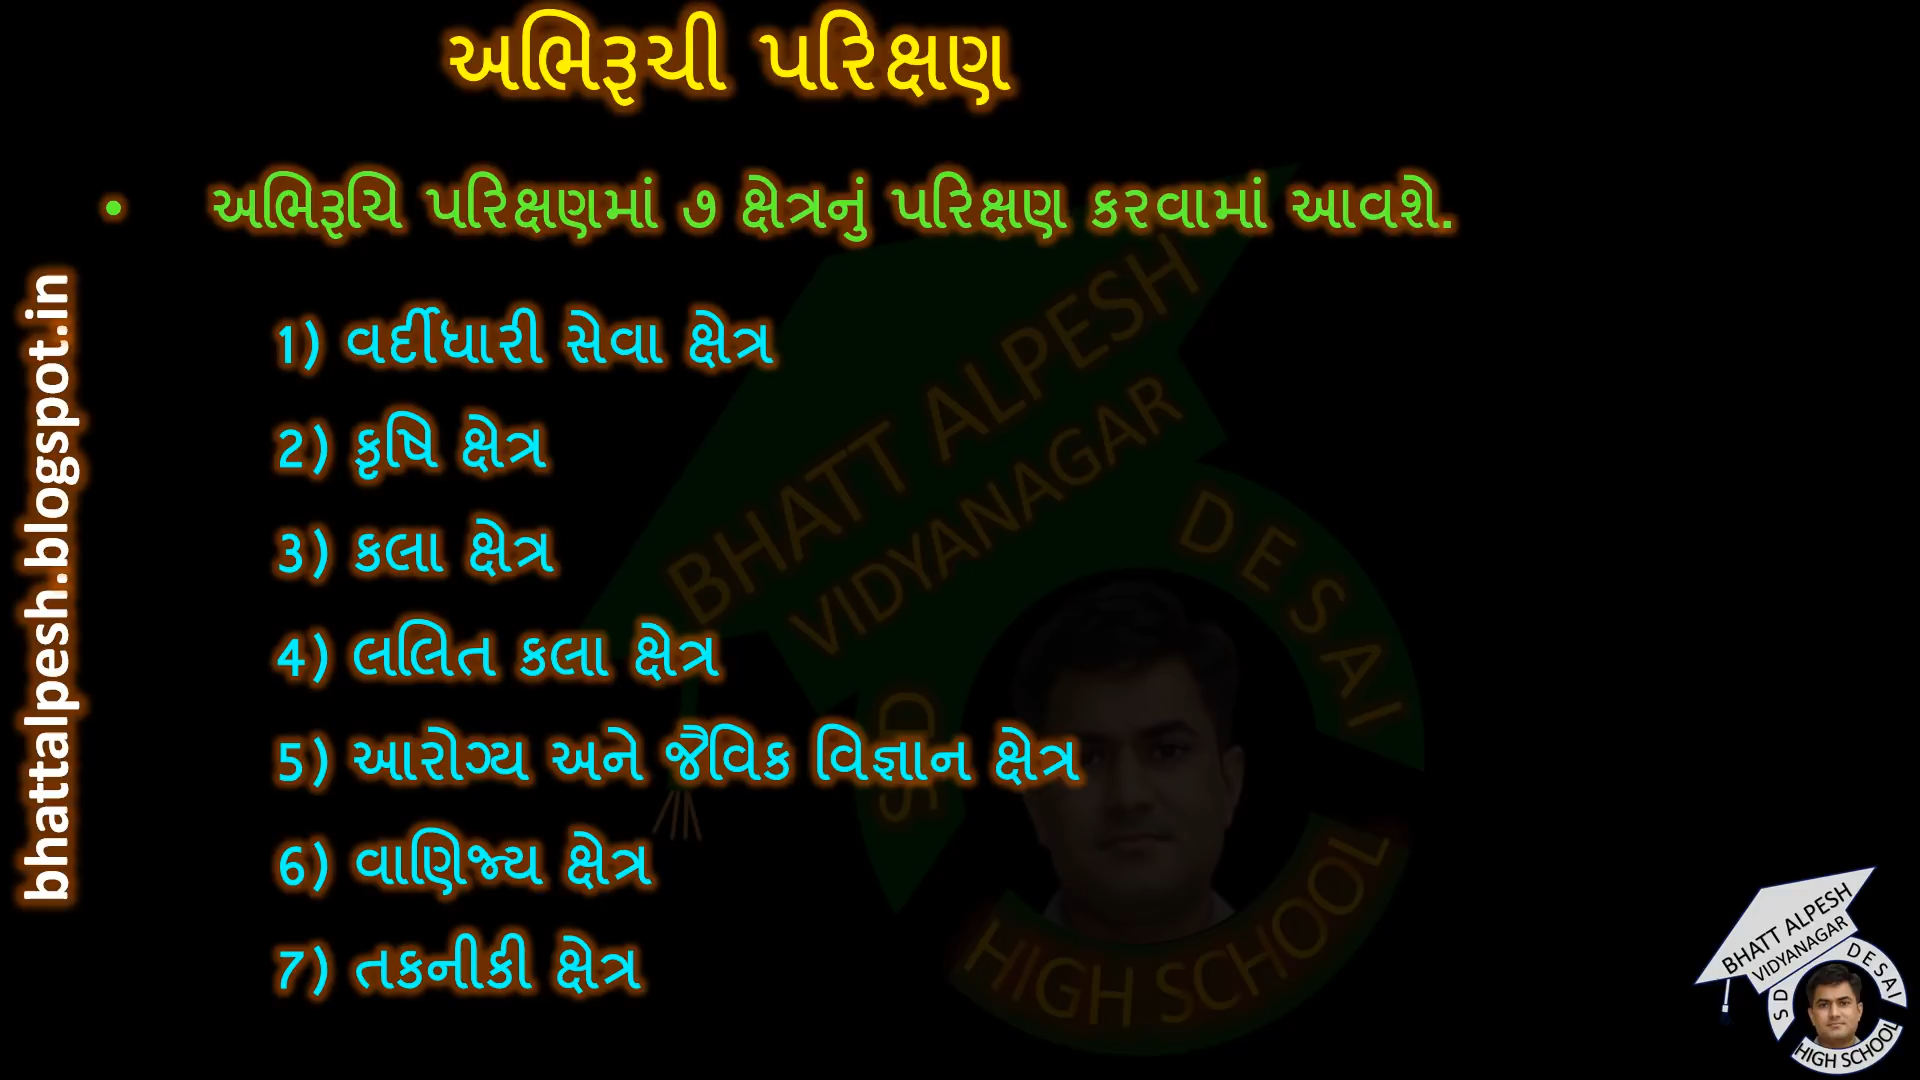 અભિરૂચી પરિક્ષણ
• અભિરૂચિ પરિક્ષણમાં ૭ ક્ષેત્રનું પરિક્ષણ કરવામાં આવશે.
1) વર્દીધારી સેવા ક્ષેત્ર
2) કૃષિ ક્ષેત્ર
3) કલા ક્ષેત્ર
4) લલિત કલા ક્ષેત્ર
5) આરોગ્ય અને જૈવિક વિજ્ઞાન ક્ષેત્ર
6) વાણિજ્ય ક્ષેત્ર
7) તકનીકી ક્ષેત્ર
bhattalpesh.blogspot.in
BHATT ALPESH
VIDYANAGAR
SD DESAI
HIGH SCHOOL
BHATT ALPESH
VIDYANAGAR
SD DESAI
HIGH SCHOOL